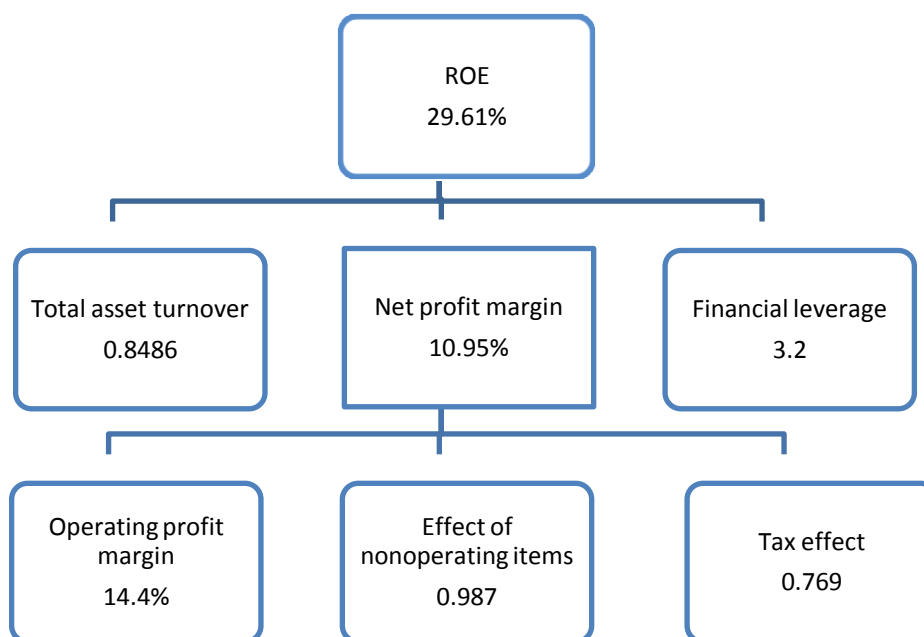 ROE
29.61%
Total asset turnover
0.8486
Net profit margin
10.95%
Financial leverage
3.2
Operating profit
margin
14.4%
Effect of
nonoperating items
0.987
Tax effect
0.769